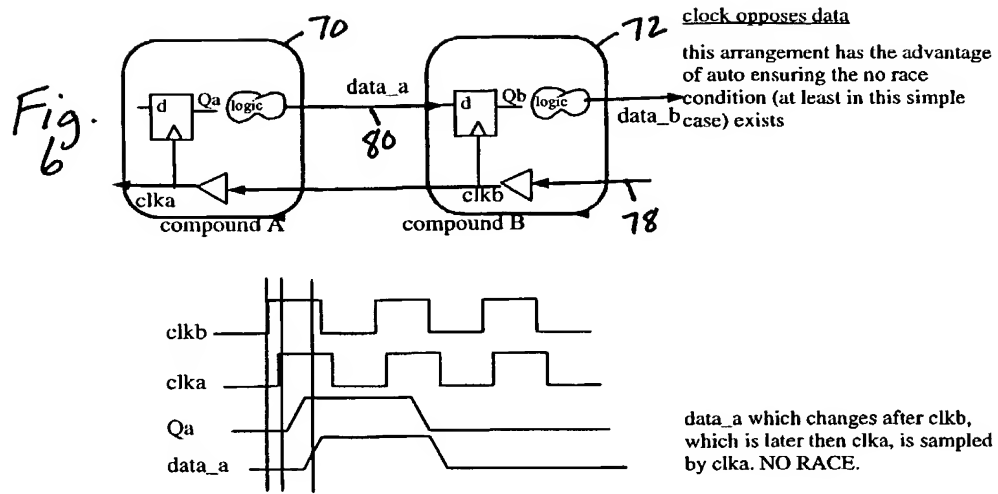 Fig. 6
70
72
clock opposes data
this arrangement has the advantage
of auto ensuring the no race
condition (at least in this simple
case) exists
d
Qa
logic
data_a
80
d
Qb
logic
data_b
clka
clkb
78
compound A
compound B
clkb
clka
Qa
data_a
data_a which changes after clkb,
which is later then clka, is sampled
by clka. NO RACE.